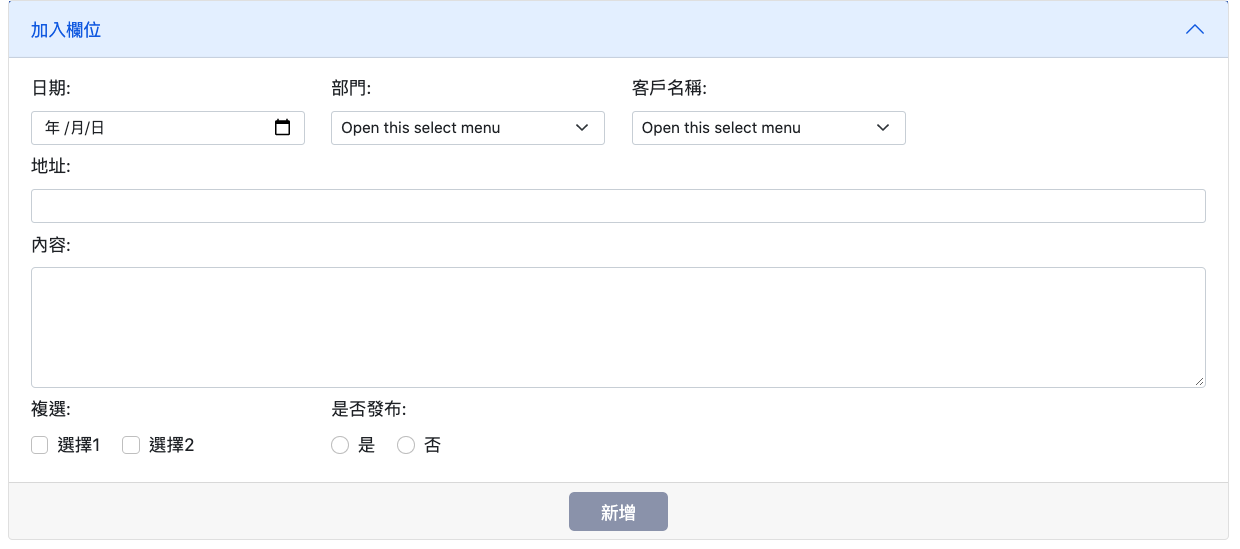 加入欄位
日期: 部門: 客戶名稱:
年 /月/日 Open this select menu Open this select menu
地址:
內容:
複選: 是否發布:
選擇1 選擇2 是 否
新增